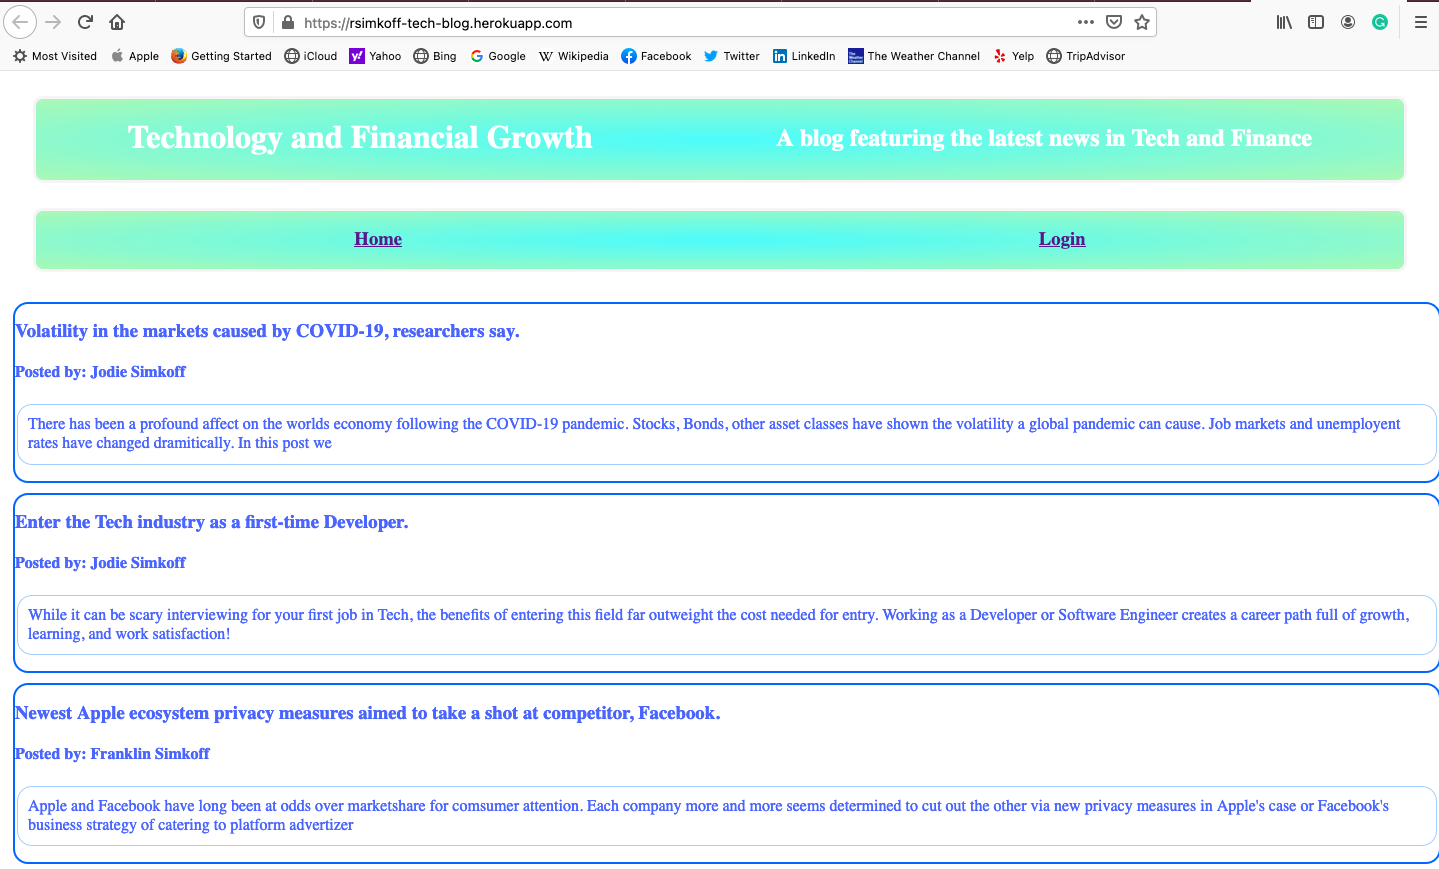 https://rsimkoff-tech-blog.herokuapp.com
Most Visited Apple Getting Started iCloud Yahoo Bing Google Wikipedia Facebook Twitter LinkedIn The Weather Channel Yelp TripAdvisor
Technology and Financial Growth A blog featuring the latest news in Tech and Finance
Home Login
Volatility in the markets caused by COVID-19, researchers say.
Posted by: Jodie Simkoff
There has been a profound affect on the worlds economy following the COVID-19 pandemic. Stocks, Bonds, other asset classes have shown the volatility a global pandemic can cause. Job markets and unemployent
rates have changed dramitically. In this post we
Enter the Tech industry as a first-time Developer.
Posted by: Jodie Simkoff
While it can be scary interviewing for your first job in Tech, the benefits of entering this field far outweight the cost needed for entry. Working as a Developer or Software Engineer creates a career path full of growth,
learning, and work satisfaction!
Newest Apple ecosystem privacy measures aimed to take a shot at competitor, Facebook.
Posted by: Franklin Simkoff
Apple and Facebook have long been at odds over marketshare for comsumer attention. Each company more and more seems determined to cut out the other via new privacy measures in Apple's case or Facebook's
business strategy of catering to platform advertizer